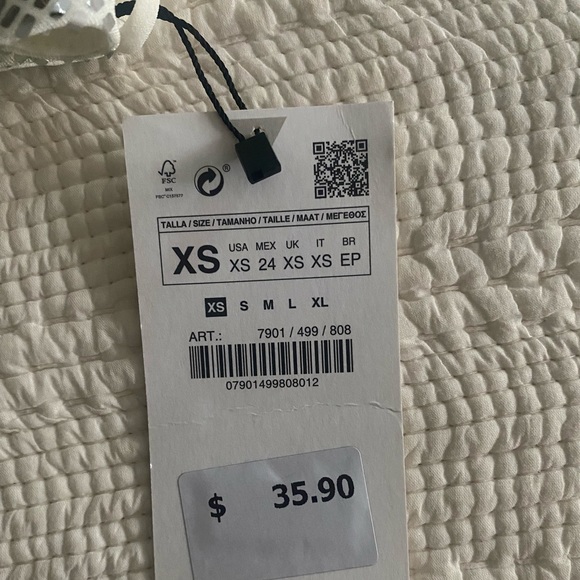 FSC
MIX
®
TALLA / SIZE / TAMANHO / TAILLE / MAAT / ΜΕΓΕΘΟΣ
XS USA MEX UK IT BR
XS 24 XS XS EP
XS S M L XL
ART.: 7901 / 499 / 808
07901499808012
$ 35.90